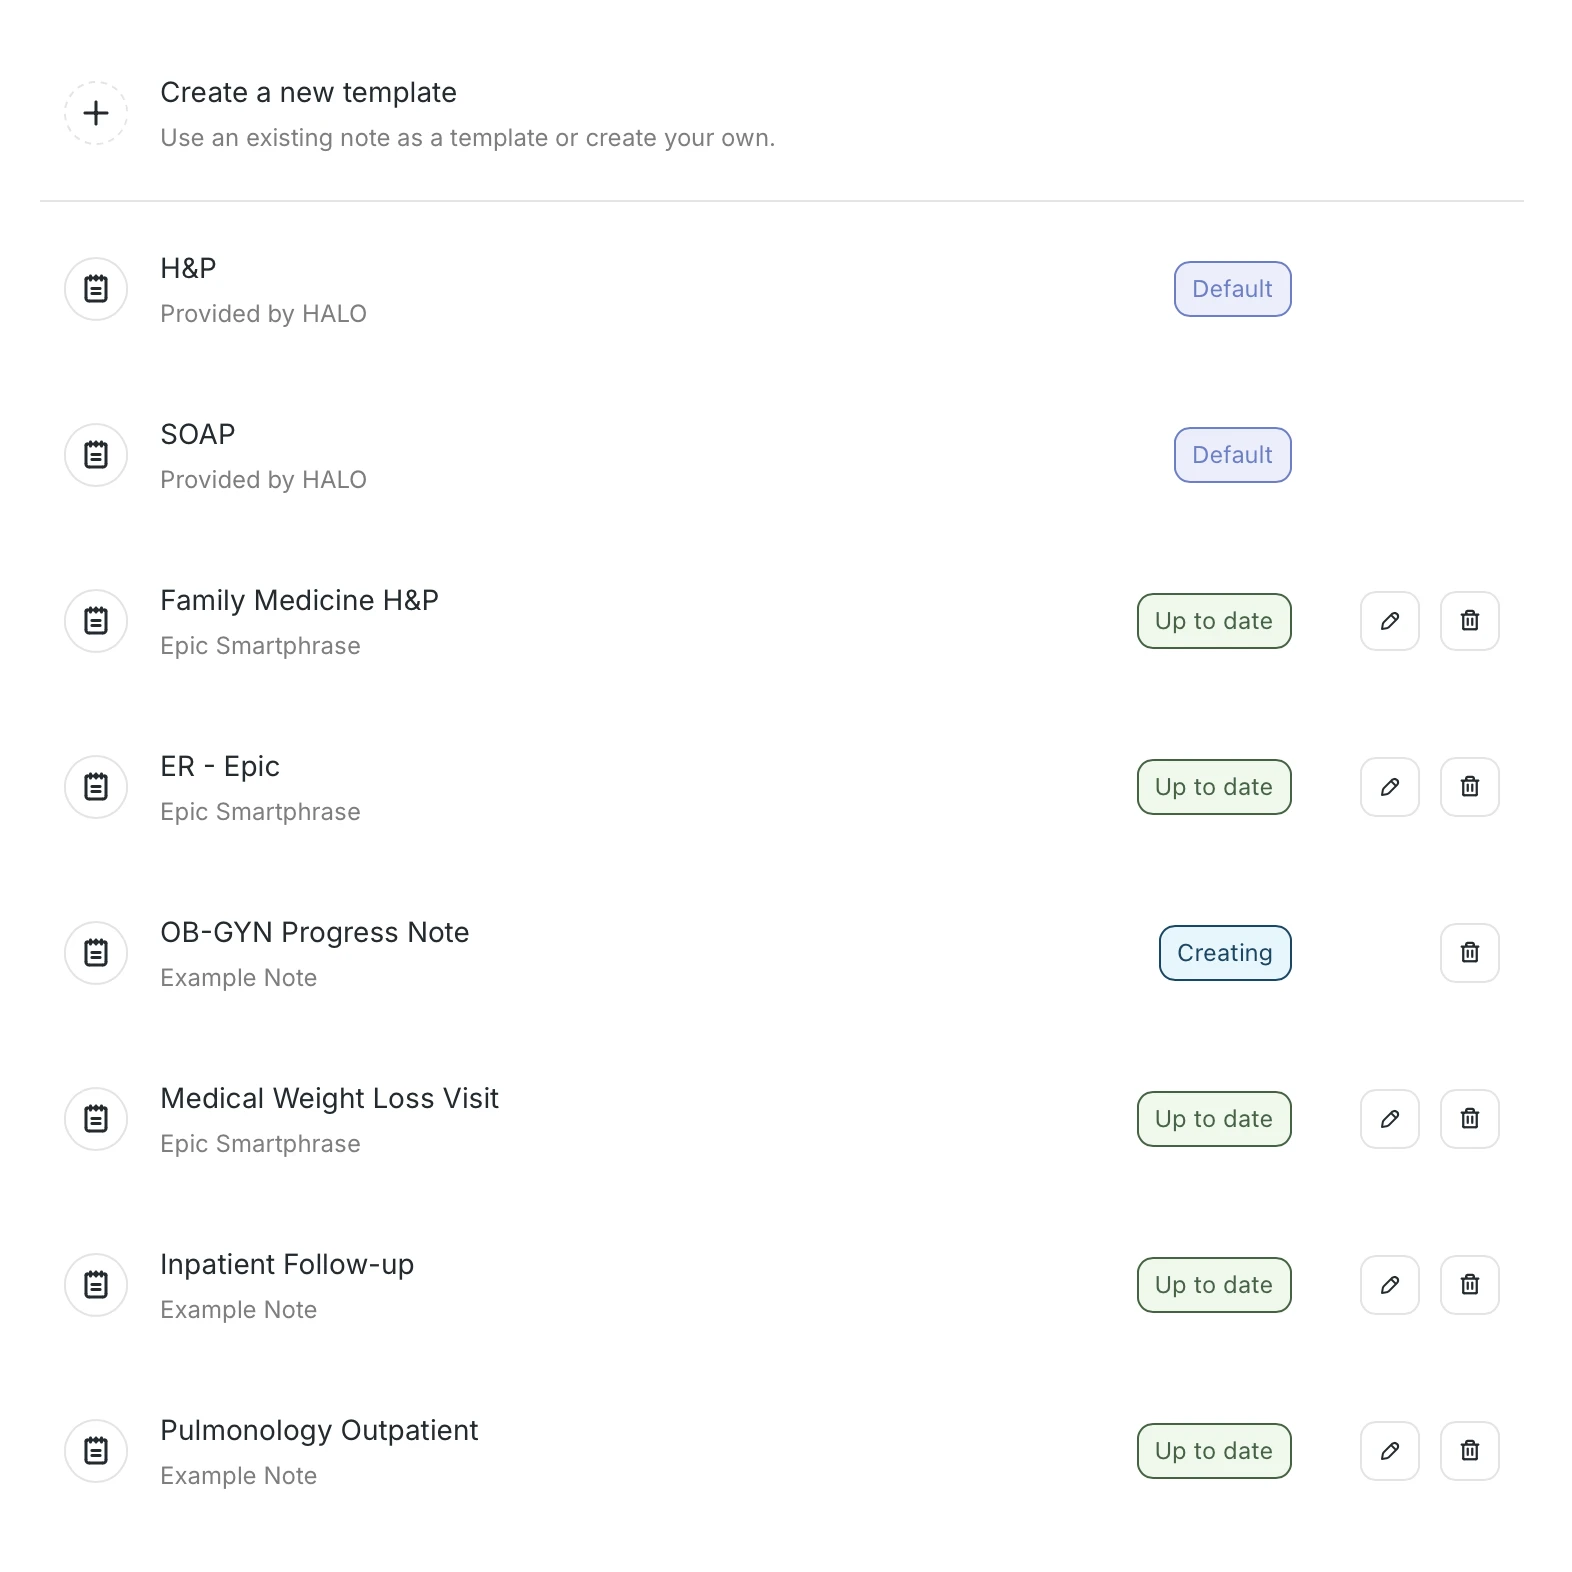 Create a new template
Use an existing note as a template or create your own.
H&P
Provided by HALO
Default
SOAP
Provided by HALO
Default
Family Medicine H&P
Epic Smartphrase
Up to date
ER - Epic
Epic Smartphrase
Up to date
OB-GYN Progress Note
Example Note
Creating
Medical Weight Loss Visit
Epic Smartphrase
Up to date
Inpatient Follow-up
Example Note
Up to date
Pulmonology Outpatient
Example Note
Up to date